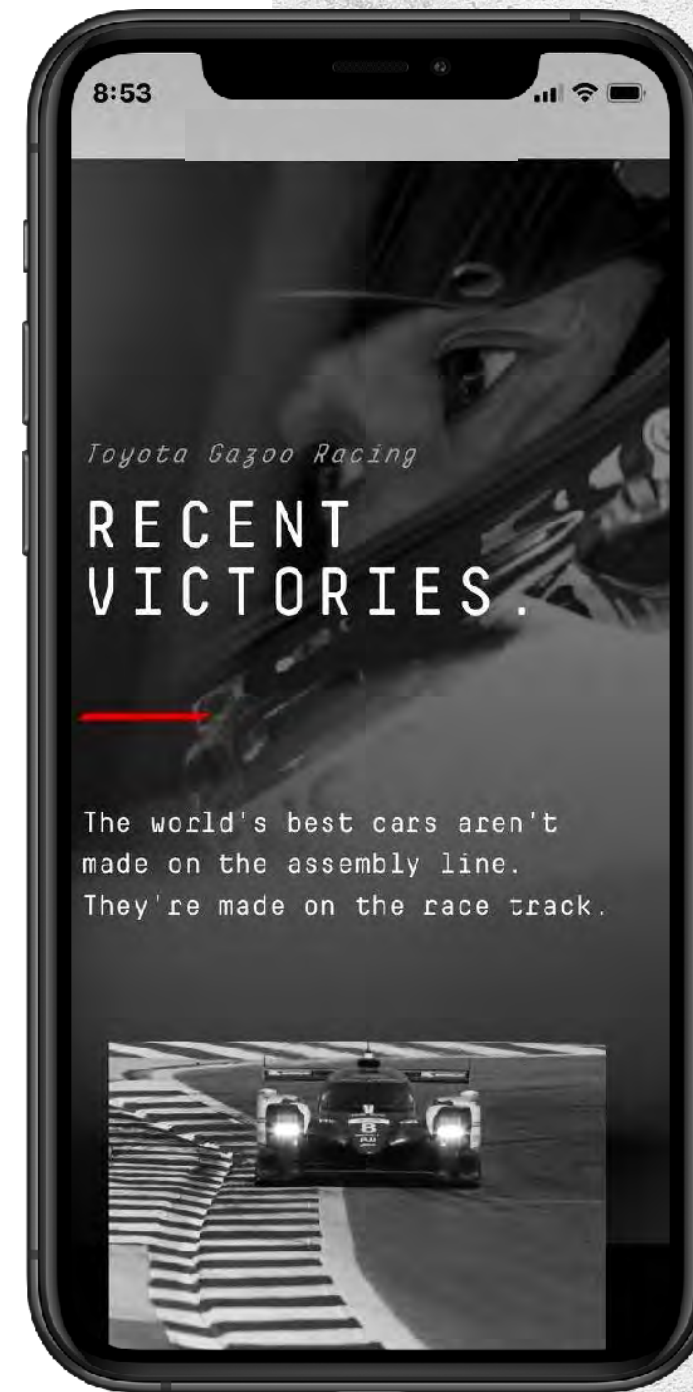 8:53
Toyota Gazoo Racing
RECENT
VICTORIES.
The world's best cars aren't
made on the assembly line.
They're made on the race track.